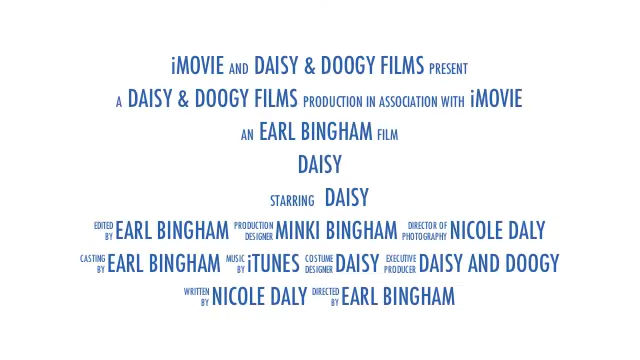 iMOVIE AND DAISY & DOOGY FILMS PRESENT
A DAISY & DOOGY FILMS PRODUCTION IN ASSOCIATION WITH iMOVIE
AN EARL BINGHAM FILM
DAISY
STARRING DAISY
EDITED BY EARL BINGHAM PRODUCTION DESIGNER MINKI BINGHAM DIRECTOR OF PHOTOGRAPHY NICOLE DALY
CASTING BY EARL BINGHAM MUSIC BY iTUNES COSTUME DESIGNER DAISY EXECUTIVE PRODUCER DAISY AND DOOGY
WRITTEN BY NICOLE DALY DIRECTED BY EARL BINGHAM